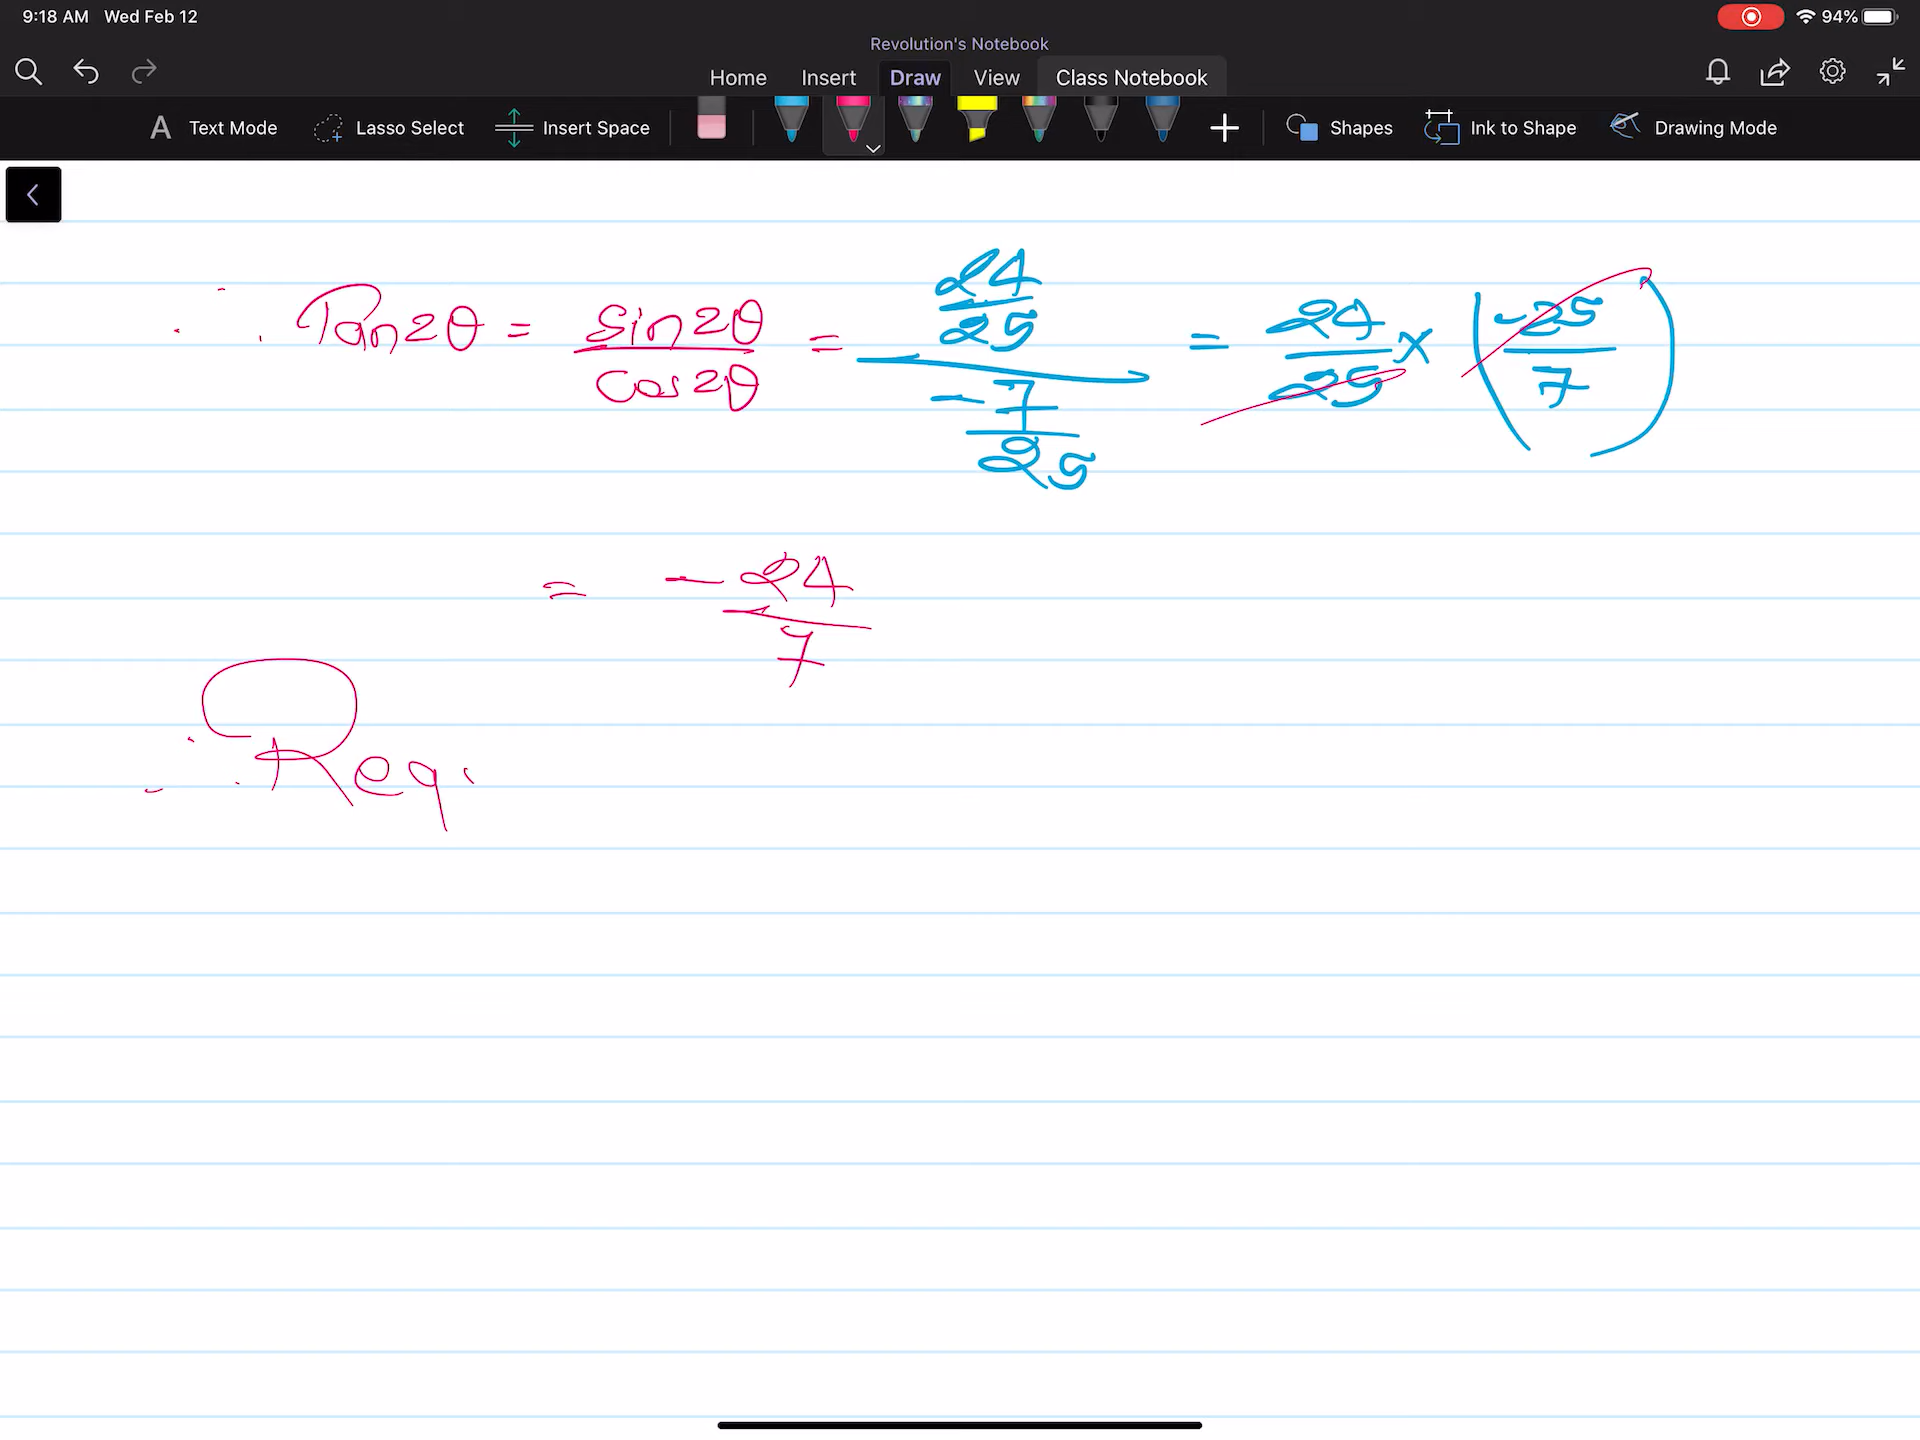 9:18 AM Wed Feb 12
94%
Revolution's Notebook
Home Insert Draw View Class Notebook
A Text Mode Lasso Select Insert Space Shapes Ink to Shape Drawing Mode
∴ Tan2θ = sin2θ/cos2θ = (24/25)/(-7/25) = 24/25 × (-25/7)
= -24/7
∴ Req